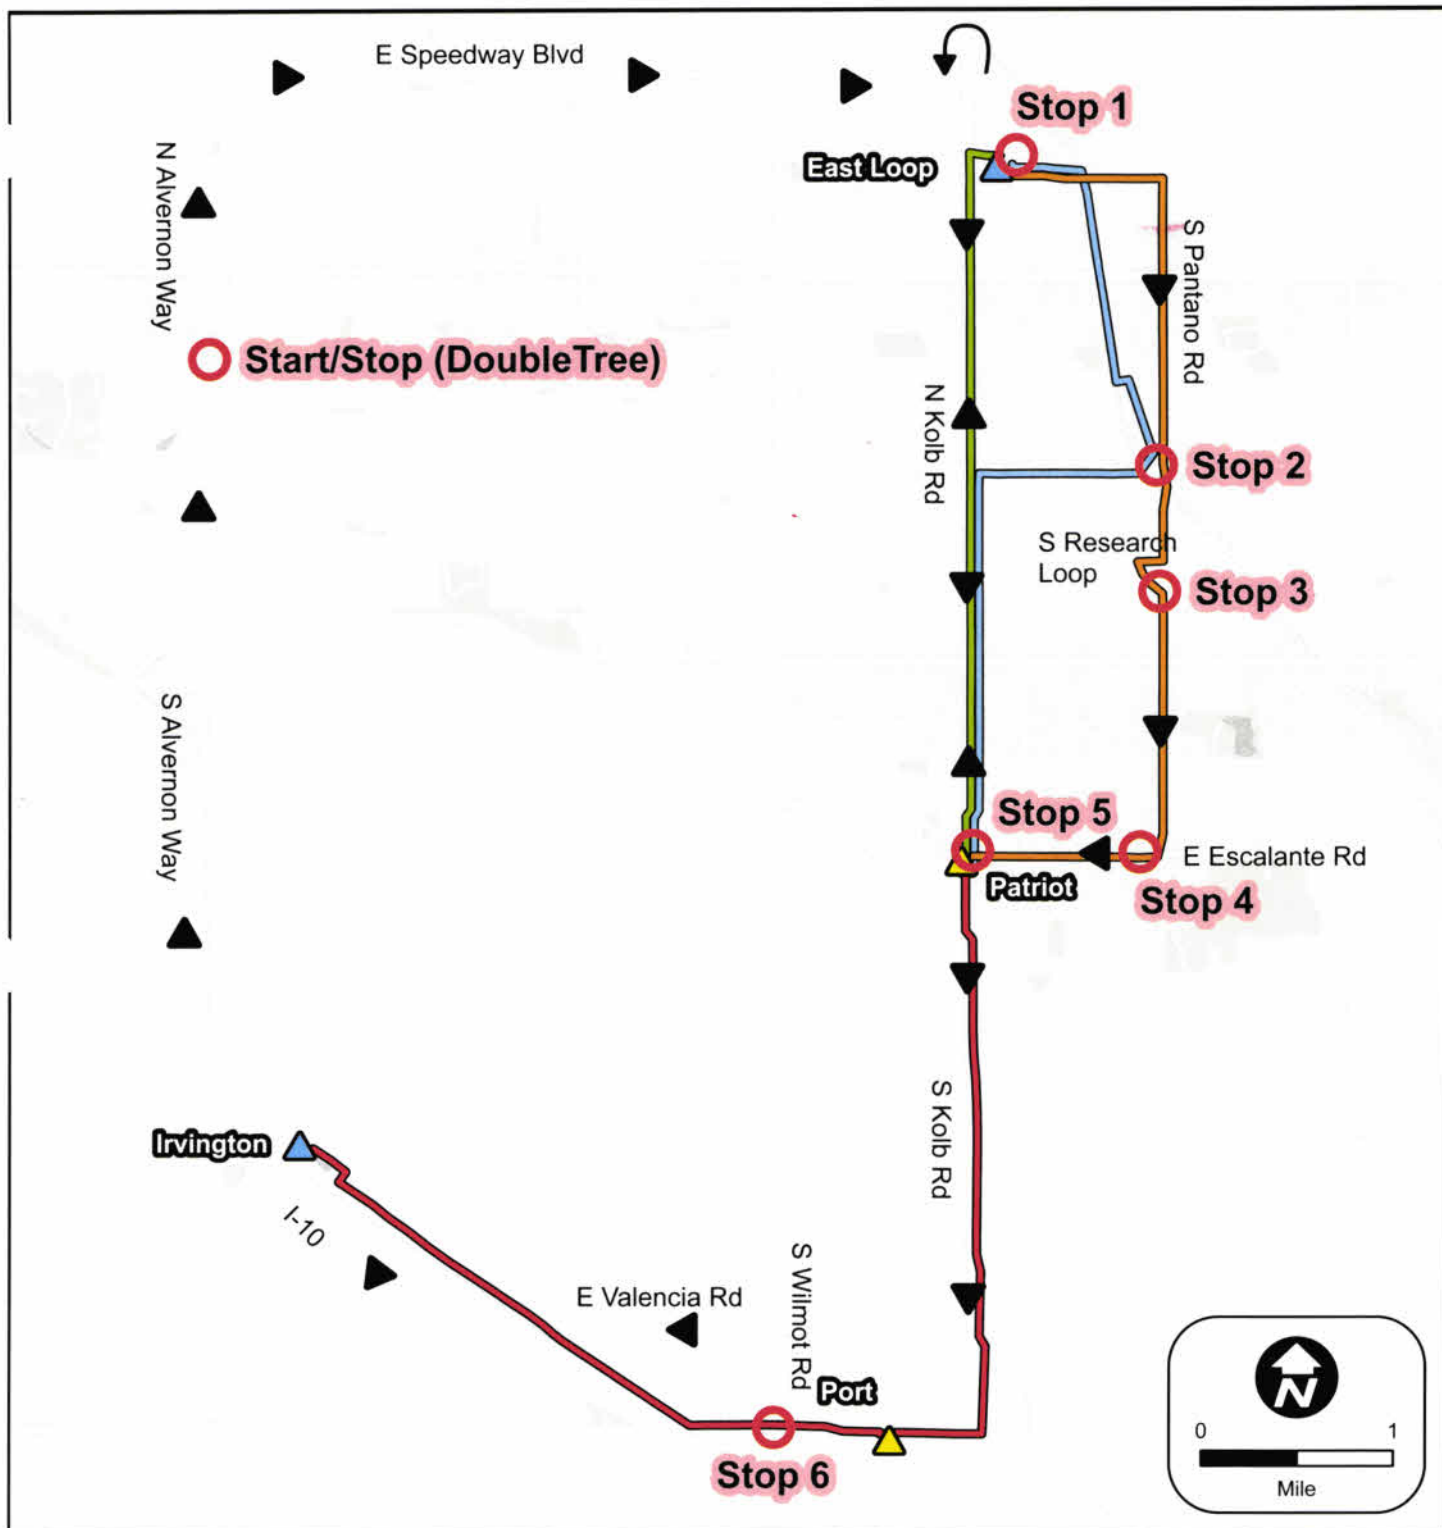 E Speedway Blvd
Stop 1
East Loop
N Alvernon Way
S Pantano Rd
Start/Stop (DoubleTree)
N Kolb Rd
Stop 2
S Research
Loop
Stop 3
S Alvernon Way
Stop 5
E Escalante Rd
Patriot
Stop 4
S Kolb Rd
Irvington
I-10
S Wilmot Rd
E Valencia Rd
Port
Stop 6
N
0 1
Mile